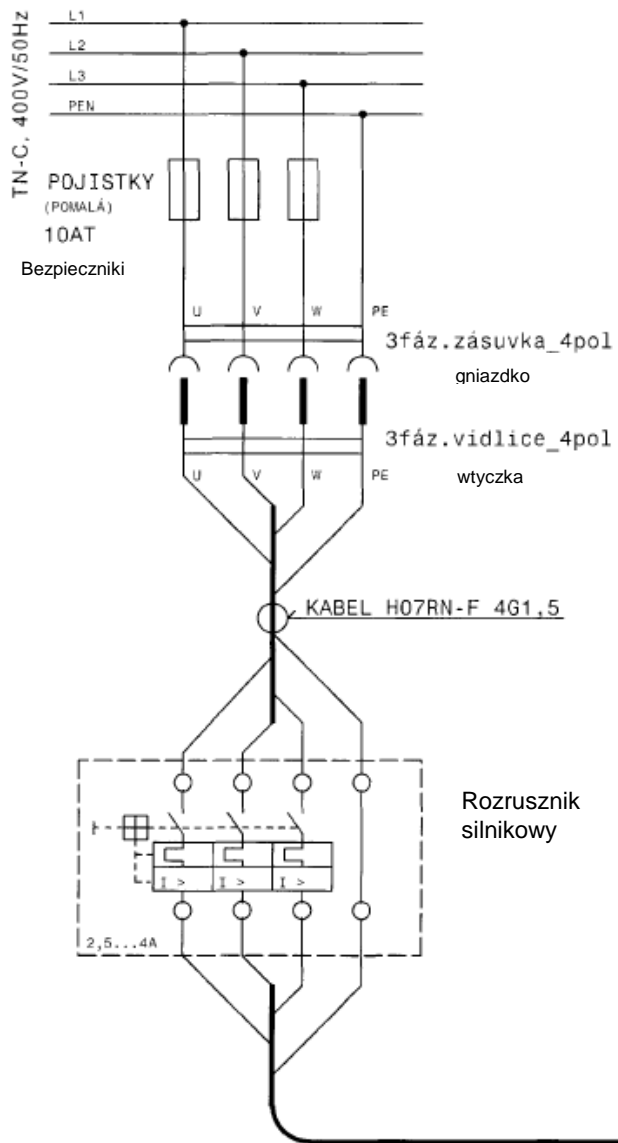 L1
L2
L3
PEN
TN-C, 400V/50Hz
POJISTKY
(POMALÁ)
10AT
Bezpieczniki
U V W PE
3fáz.zásuvka_4pol
gniazdko
3fáz.vidlice_4pol
U V W PE
wtyczka
KABEL H07RN-F 4G1,5
Rozrusznik
silnikowy
I > I > I >
2,5...4A